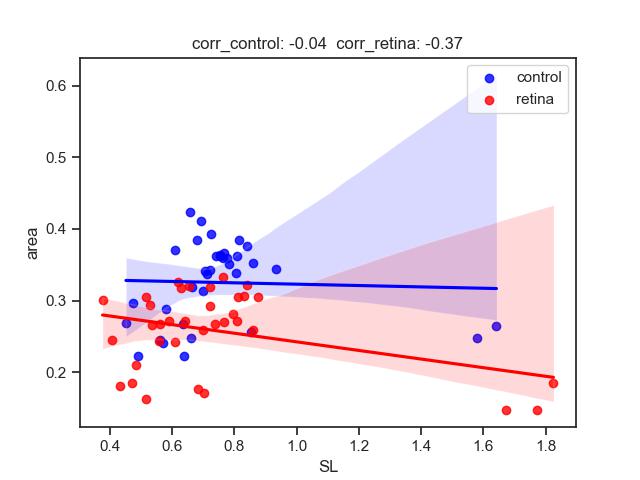 corr_control: -0.04  corr_retina: -0.37
control
retina
0.6
0.5
0.4
0.3
0.2
area
0.4 0.6 0.8 1.0 1.2 1.4 1.6 1.8
SL